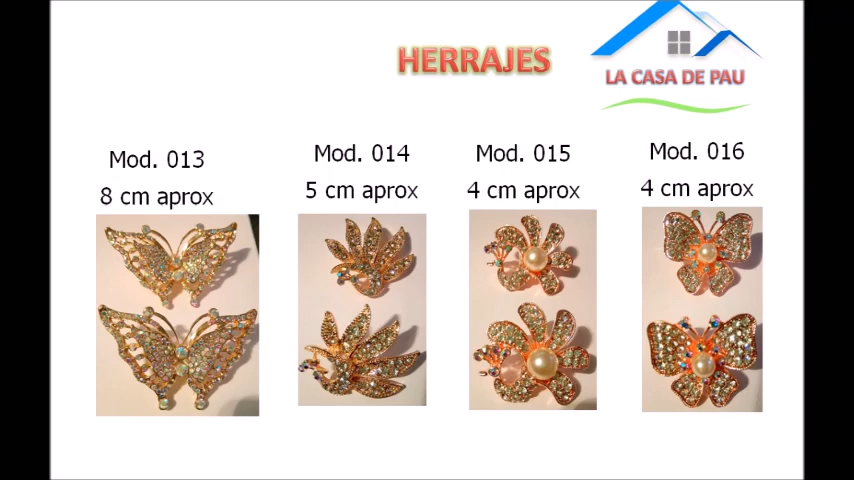 HERRAJES
LA CASA DE PAU
Mod. 013
8 cm aprox
Mod. 014
5 cm aprox
Mod. 015
4 cm aprox
Mod. 016
4 cm aprox